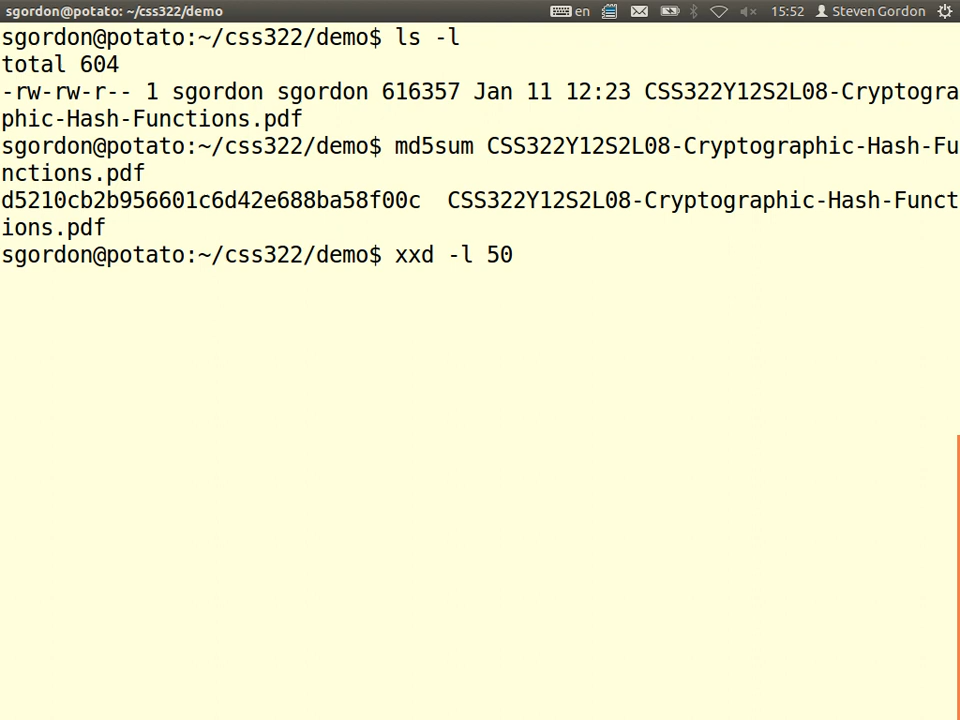 sgordon@potato: ~/css322/demo
en
15:52
Steven Gordon
sgordon@potato:~/css322/demo$ ls -l
total 604
-rw-rw-r-- 1 sgordon sgordon 616357 Jan 11 12:23 CSS322Y12S2L08-Cryptogra
phic-Hash-Functions.pdf
sgordon@potato:~/css322/demo$ md5sum CSS322Y12S2L08-Cryptographic-Hash-Fu
nctions.pdf
d5210cb2b956601c6d42e688ba58f00c  CSS322Y12S2L08-Cryptographic-Hash-Funct
ions.pdf
sgordon@potato:~/css322/demo$ xxd -l 50